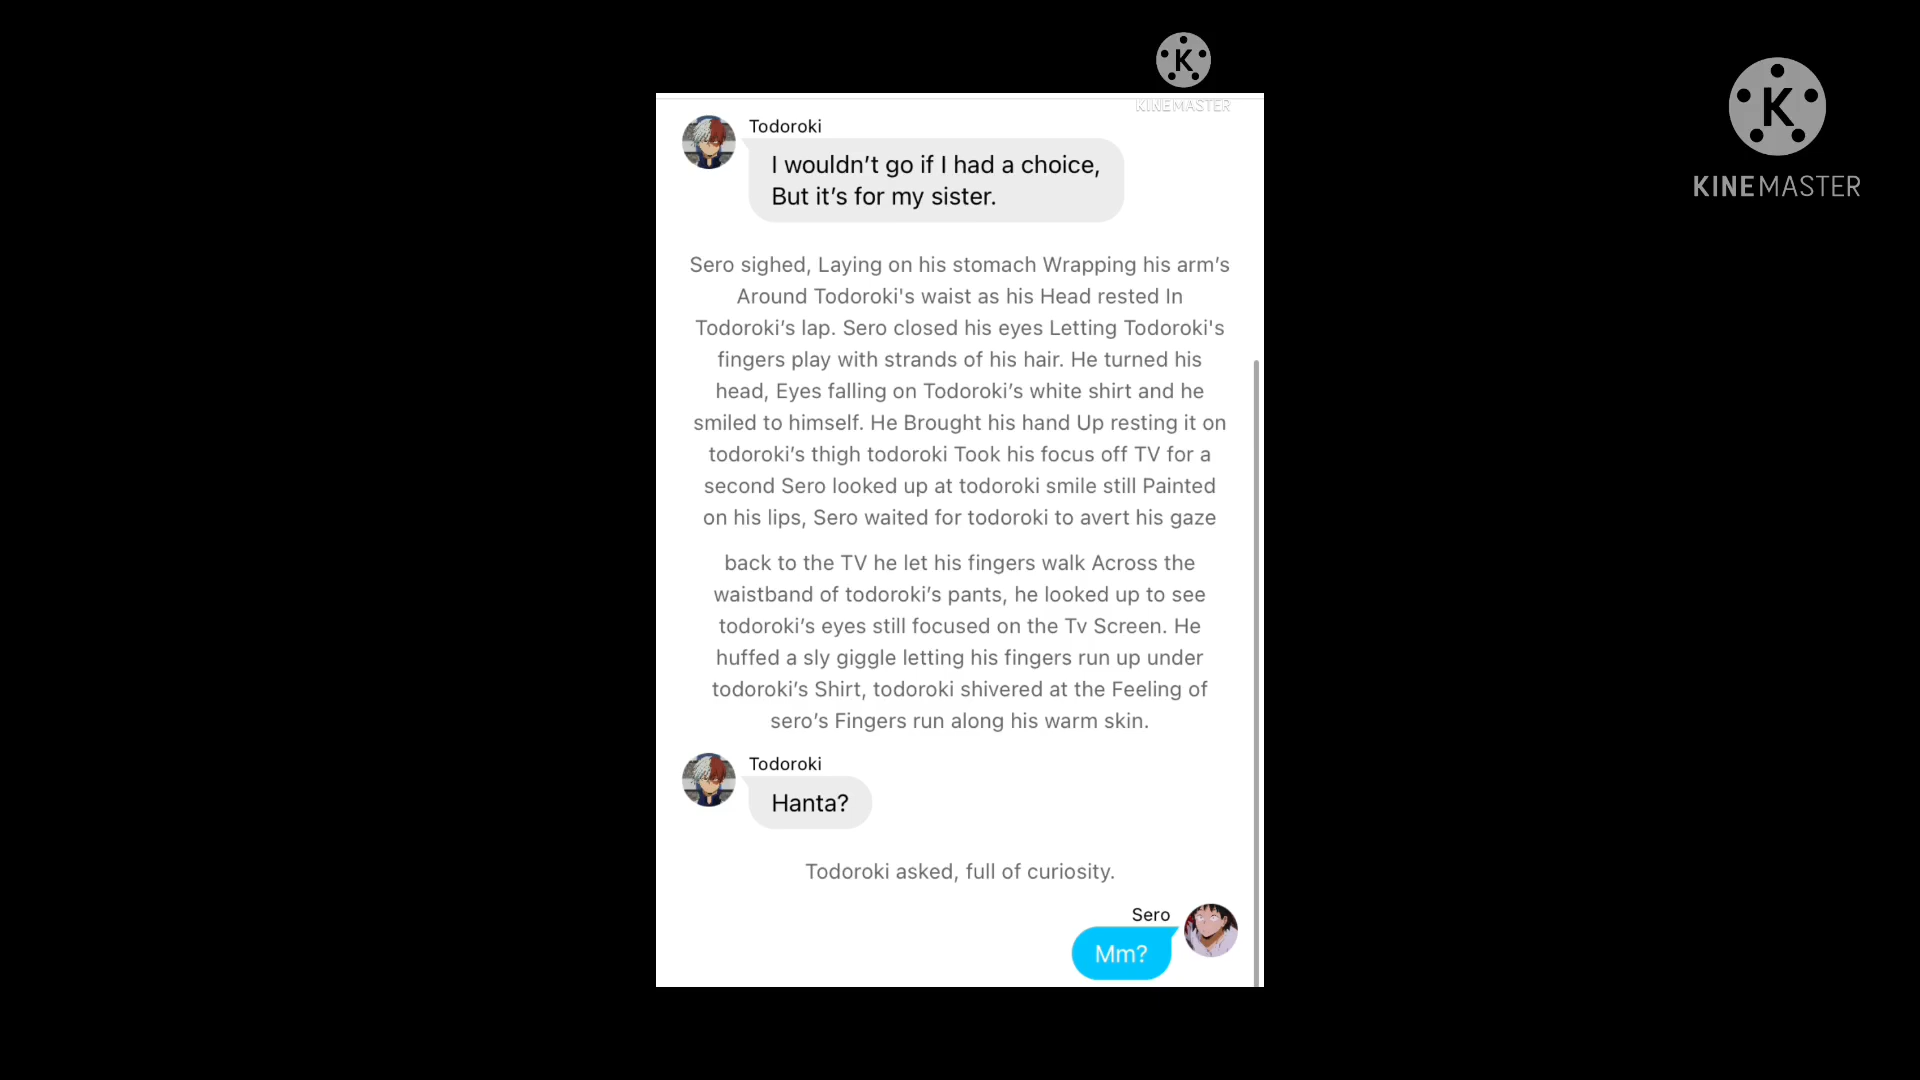 K
KINEMASTER
K
KINEMASTER
Todoroki
I wouldn’t go if I had a choice,
But it’s for my sister.
Sero sighed, Laying on his stomach Wrapping his arm’s
Around Todoroki's waist as his Head rested In
Todoroki’s lap. Sero closed his eyes Letting Todoroki's
fingers play with strands of his hair. He turned his
head, Eyes falling on Todoroki’s white shirt and he
smiled to himself. He Brought his hand Up resting it on
todoroki’s thigh todoroki Took his focus off TV for a
second Sero looked up at todoroki smile still Painted
on his lips, Sero waited for todoroki to avert his gaze
back to the TV he let his fingers walk Across the
waistband of todoroki’s pants, he looked up to see
todoroki’s eyes still focused on the Tv Screen. He
huffed a sly giggle letting his fingers run up under
todoroki’s Shirt, todoroki shivered at the Feeling of
sero’s Fingers run along his warm skin.
Todoroki
Hanta?
Todoroki asked, full of curiosity.
Sero
Mm?